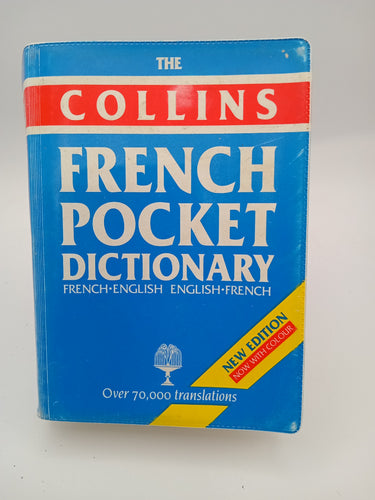 THE
COLLINS
FRENCH
POCKET
DICTIONARY
FRENCH•ENGLISH ENGLISH•FRENCH
NEW EDITION
NOW WITH COLOUR
Over 70,000 translations